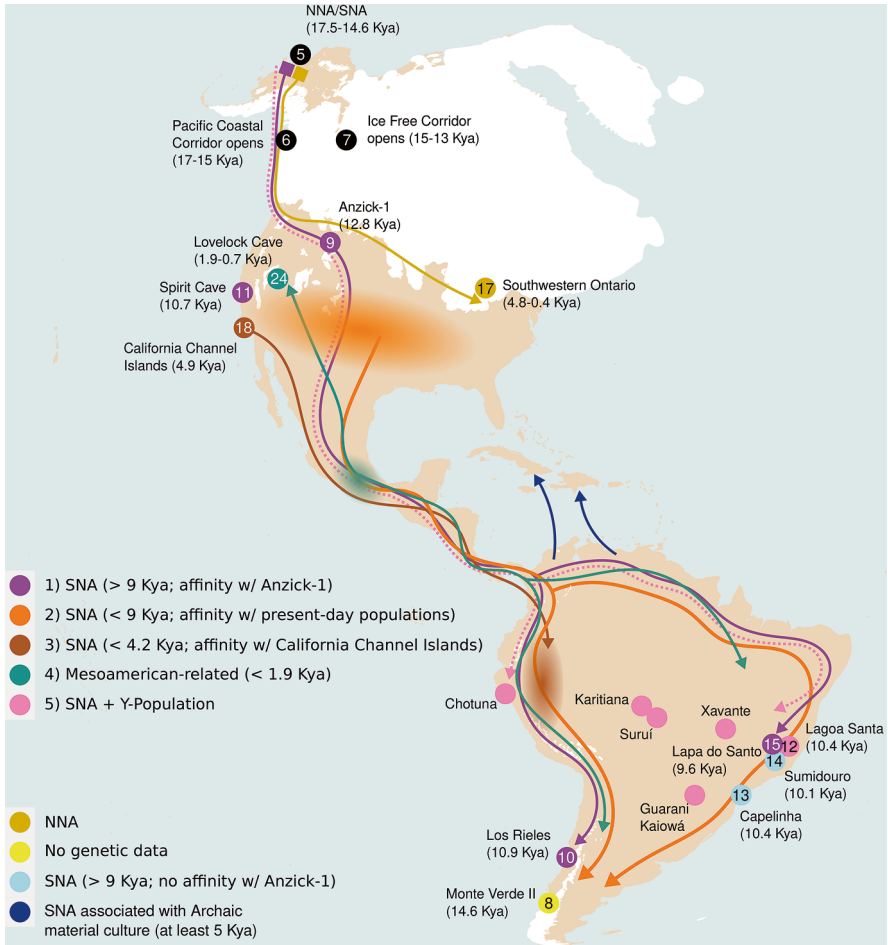 NNA/SNA
(17.5-14.6 Kya)
5
Pacific Coastal
Corridor opens
(17-15 Kya)
6
7
Ice Free Corridor
opens (15-13 Kya)
Anzick-1
(12.8 Kya)
9
Lovelock Cave
(1.9-0.7 Kya)
24
Spirit Cave
(10.7 Kya)
11
17
Southwestern Ontario
(4.8-0.4 Kya)
18
California Channel
Islands (4.9 Kya)
1) SNA (> 9 Kya; affinity w/ Anzick-1)
2) SNA (< 9 Kya; affinity w/ present-day populations)
3) SNA (< 4.2 Kya; affinity w/ California Channel Islands)
4) Mesoamerican-related (< 1.9 Kya)
5) SNA + Y-Population
Chotuna
Karitiana
Suruí
Xavante
Lagoa Santa
(10.4 Kya)
Lapa do Santo
(9.6 Kya)
15
12
14
Sumidouro
(10.1 Kya)
13
Capelinha
(10.4 Kya)
Guarani
Kaiowá
Los Rieles
(10.9 Kya)
10
Monte Verde II
(14.6 Kya)
8
NNA
No genetic data
SNA (> 9 Kya; no affinity w/ Anzick-1)
SNA associated with Archaic
material culture (at least 5 Kya)